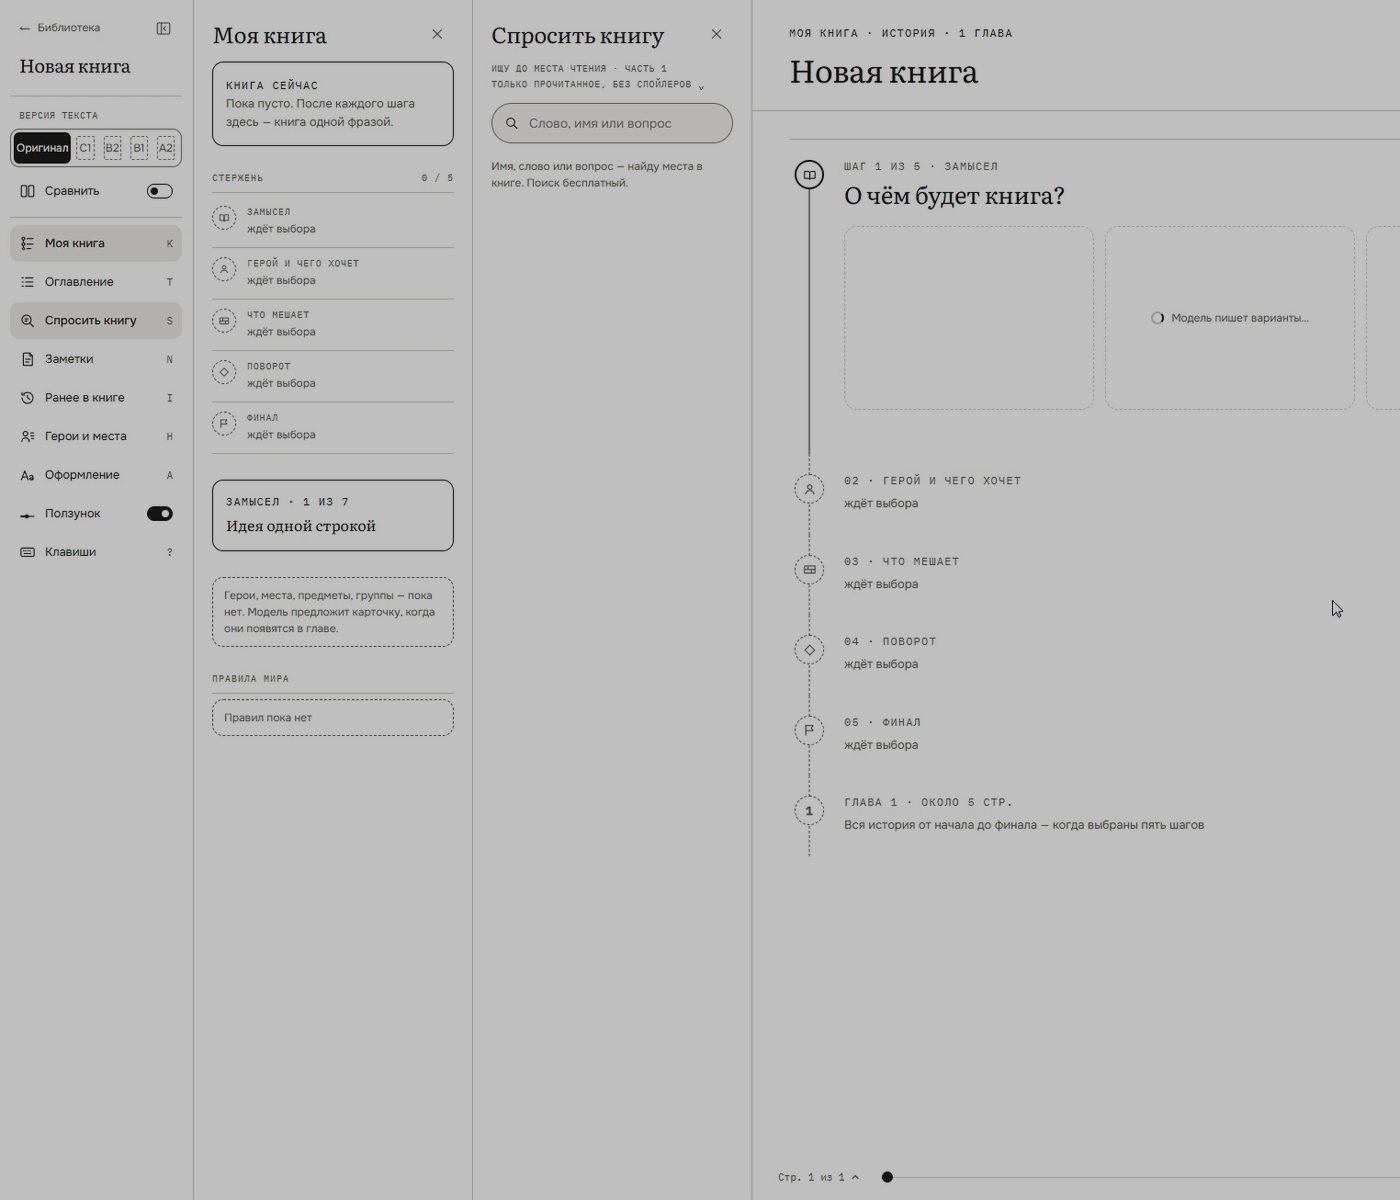 ← Библиотека
Новая книга
ВЕРСИЯ ТЕКСТА
Оригинал C1 B2 B1 A2
Сравнить
Моя книга K
Оглавление T
Спросить книгу S
Заметки N
Ранее в книге I
Герои и места H
Оформление A
Ползунок
Клавиши ?
Моя книга
КНИГА СЕЙЧАС
Пока пусто. После каждого шага
здесь — книга одной фразой.
СТЕРЖЕНЬ 0 / 5
ЗАМЫСЕЛ
ждёт выбора
ГЕРОЙ И ЧЕГО ХОЧЕТ
ждёт выбора
ЧТО МЕШАЕТ
ждёт выбора
ПОВОРОТ
ждёт выбора
ФИНАЛ
ждёт выбора
ЗАМЫСЕЛ · 1 ИЗ 7
Идея одной строкой
Герои, места, предметы, группы — пока
нет. Модель предложит карточку, когда
они появятся в главе.
ПРАВИЛА МИРА
Правил пока нет
Спросить книгу
ИЩУ ДО МЕСТА ЧТЕНИЯ · ЧАСТЬ 1
ТОЛЬКО ПРОЧИТАННОЕ, БЕЗ СПОЙЛЕРОВ
Слово, имя или вопрос
Имя, слово или вопрос — найду места в
книге. Поиск бесплатный.
МОЯ КНИГА · ИСТОРИЯ · 1 ГЛАВА
Новая книга
ШАГ 1 ИЗ 5 · ЗАМЫСЕЛ
О чём будет книга?
Модель пишет варианты…
02 · ГЕРОЙ И ЧЕГО ХОЧЕТ
ждёт выбора
03 · ЧТО МЕШАЕТ
ждёт выбора
04 · ПОВОРОТ
ждёт выбора
05 · ФИНАЛ
ждёт выбора
1
ГЛАВА 1 · ОКОЛО 5 СТР.
Вся история от начала до финала — когда выбраны пять шагов
Стр. 1 из 1